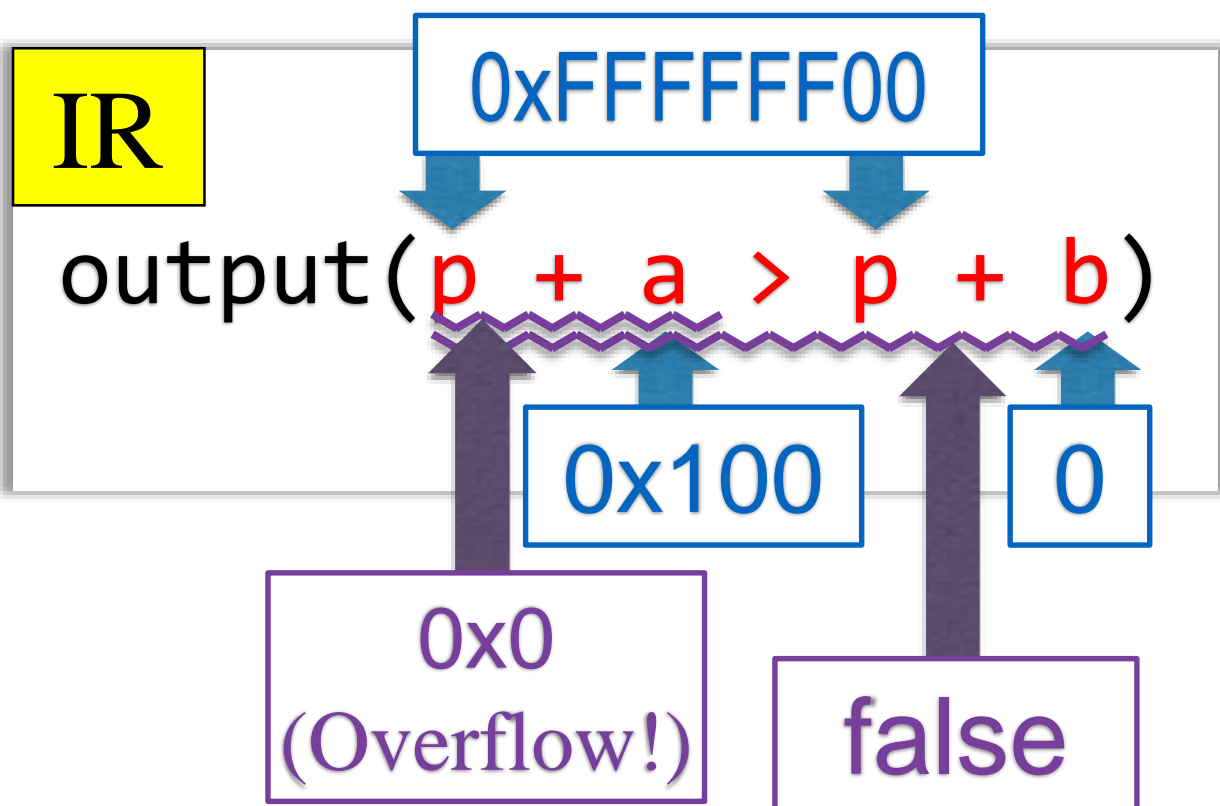 0xFFFFFF00
IR
output(p + a > p + b)
0x100
0
0x0
(Overflow!)
false